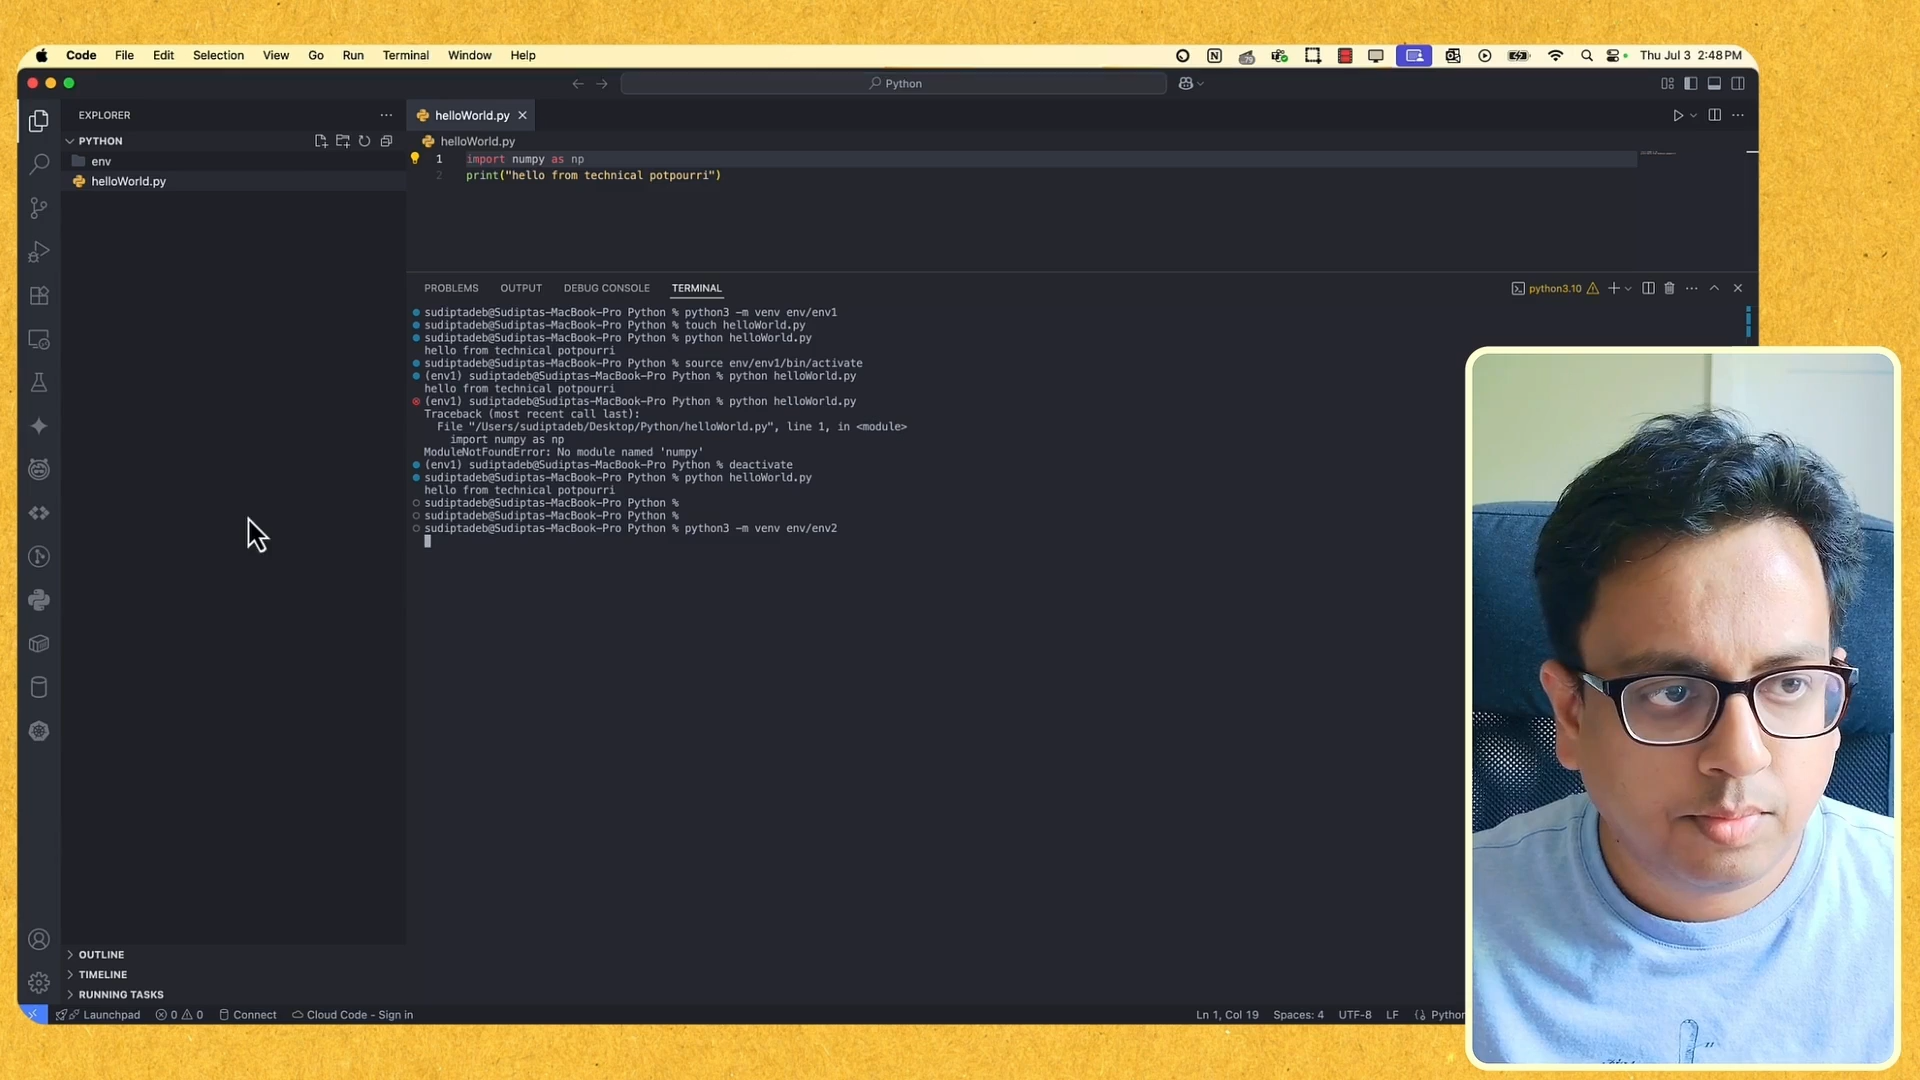 Code File Edit Selection View Go Run Terminal Window Help
Thu Jul 3 2:48 PM
Python
EXPLORER
PYTHON
env
helloWorld.py
helloWorld.py
helloWorld.py
1 import numpy as np
2 print("hello from technical potpourri")
PROBLEMS OUTPUT DEBUG CONSOLE TERMINAL
python3.10
sudiptadeb@Sudiptas-MacBook-Pro Python % python3 -m venv env/env1
sudiptadeb@Sudiptas-MacBook-Pro Python % touch helloWorld.py
sudiptadeb@Sudiptas-MacBook-Pro Python % python helloWorld.py
hello from technical potpourri
sudiptadeb@Sudiptas-MacBook-Pro Python % source env/env1/bin/activate
(env1) sudiptadeb@Sudiptas-MacBook-Pro Python % python helloWorld.py
hello from technical potpourri
(env1) sudiptadeb@Sudiptas-MacBook-Pro Python % python helloWorld.py
Traceback (most recent call last):
File "/Users/sudiptadeb/Desktop/Python/helloWorld.py", line 1, in <module>
import numpy as np
ModuleNotFoundError: No module named 'numpy'
(env1) sudiptadeb@Sudiptas-MacBook-Pro Python % deactivate
sudiptadeb@Sudiptas-MacBook-Pro Python % python helloWorld.py
hello from technical potpourri
sudiptadeb@Sudiptas-MacBook-Pro Python %
sudiptadeb@Sudiptas-MacBook-Pro Python %
sudiptadeb@Sudiptas-MacBook-Pro Python % python3 -m venv env/env2
OUTLINE
TIMELINE
RUNNING TASKS
Launchpad 0 0 Connect Cloud Code - Sign in
Ln 1, Col 19 Spaces: 4 UTF-8 LF {} Python